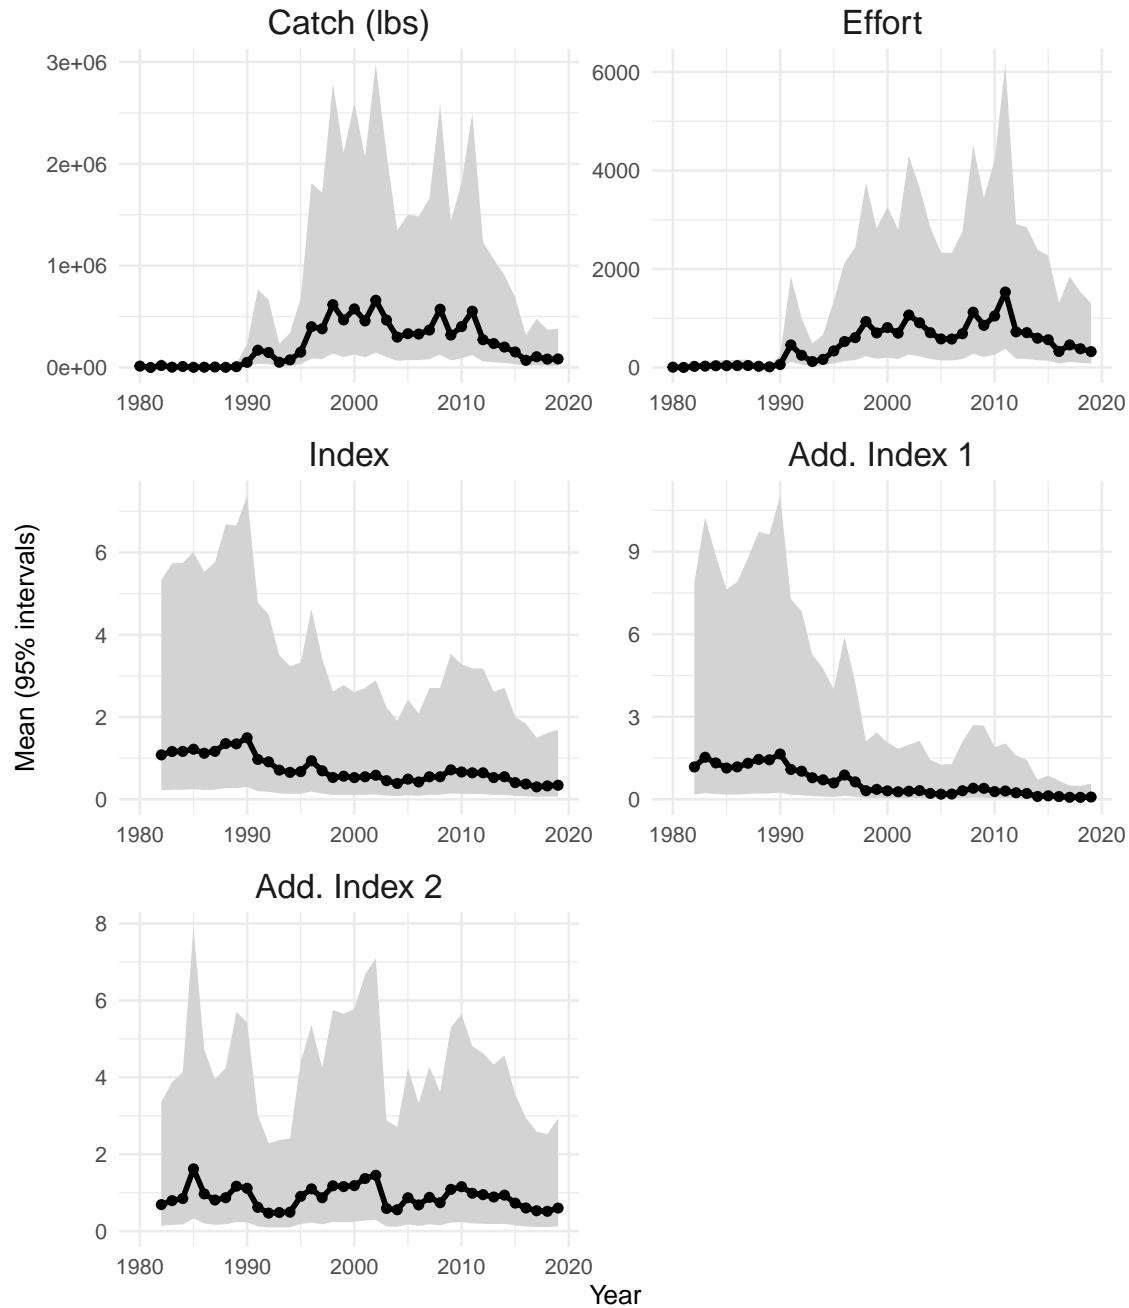 Catch (lbs)
Effort
3e+06
2e+06
1e+06
0e+00
1980 1990 2000 2010 2020
6000
4000
2000
0
1980 1990 2000 2010 2020
Index
Add. Index 1
Mean (95% intervals)
6
4
2
0
1980 1990 2000 2010 2020
9
6
3
0
1980 1990 2000 2010 2020
Add. Index 2
8
6
4
2
0
1980 1990 2000 2010 2020
Year